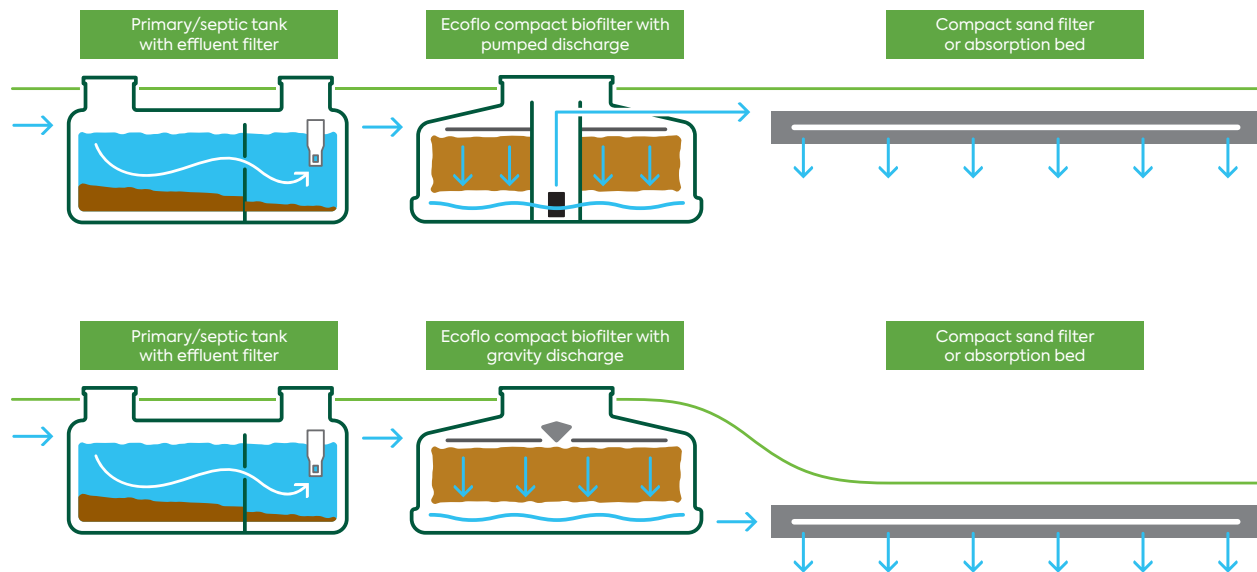 Primary/septic tank
with effluent filter
Ecoflo compact biofilter with
pumped discharge
Compact sand filter
or absorption bed
Primary/septic tank
with effluent filter
Ecoflo compact biofilter with
gravity discharge
Compact sand filter
or absorption bed